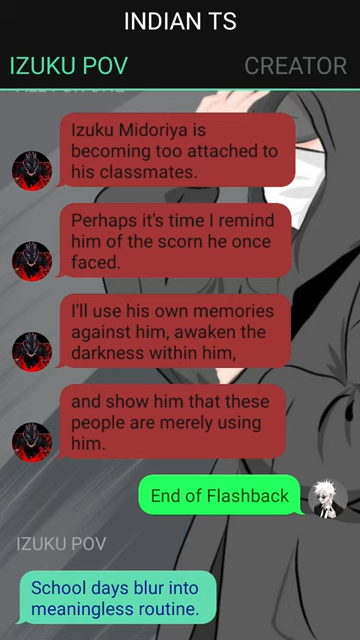 INDIAN TS
IZUKU POV
CREATOR
Izuku Midoriya is
becoming too attached to
his classmates.
Perhaps it's time I remind
him of the scorn he once
faced.
I'll use his own memories
against him, awaken the
darkness within him,
and show him that these
people are merely using
him.
End of Flashback
IZUKU POV
School days blur into
meaningless routine.